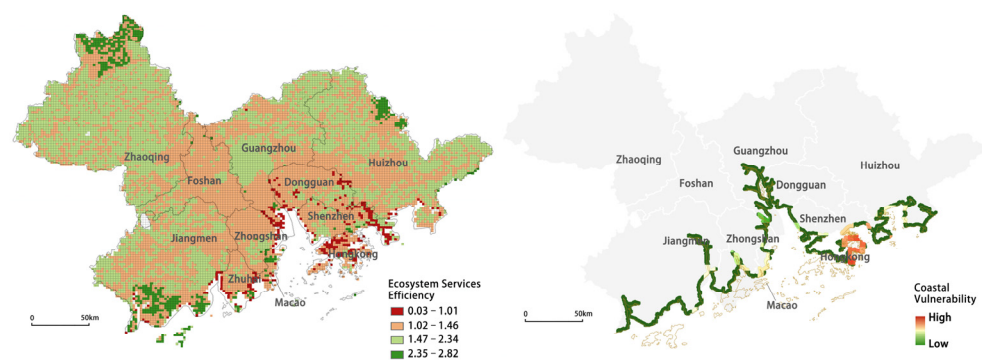 Zhaoqing
Guangzhou
Huizhou
Foshan
Dongguan
Shenzhen
Jiangmen
Zhongshan
Hongkong
Zhuhai
Macao
0
50km
Ecosystem Services
Efficiency
0.03 – 1.01
1.02 – 1.46
1.47 – 2.34
2.35 – 2.82
Guangzhou
Zhaoqing
Huizhou
Foshan
Dongguan
Shenzhen
Jiangmen
Zhongshan
Hongkong
Macao
0
50km
Coastal
Vulnerability
High
Low